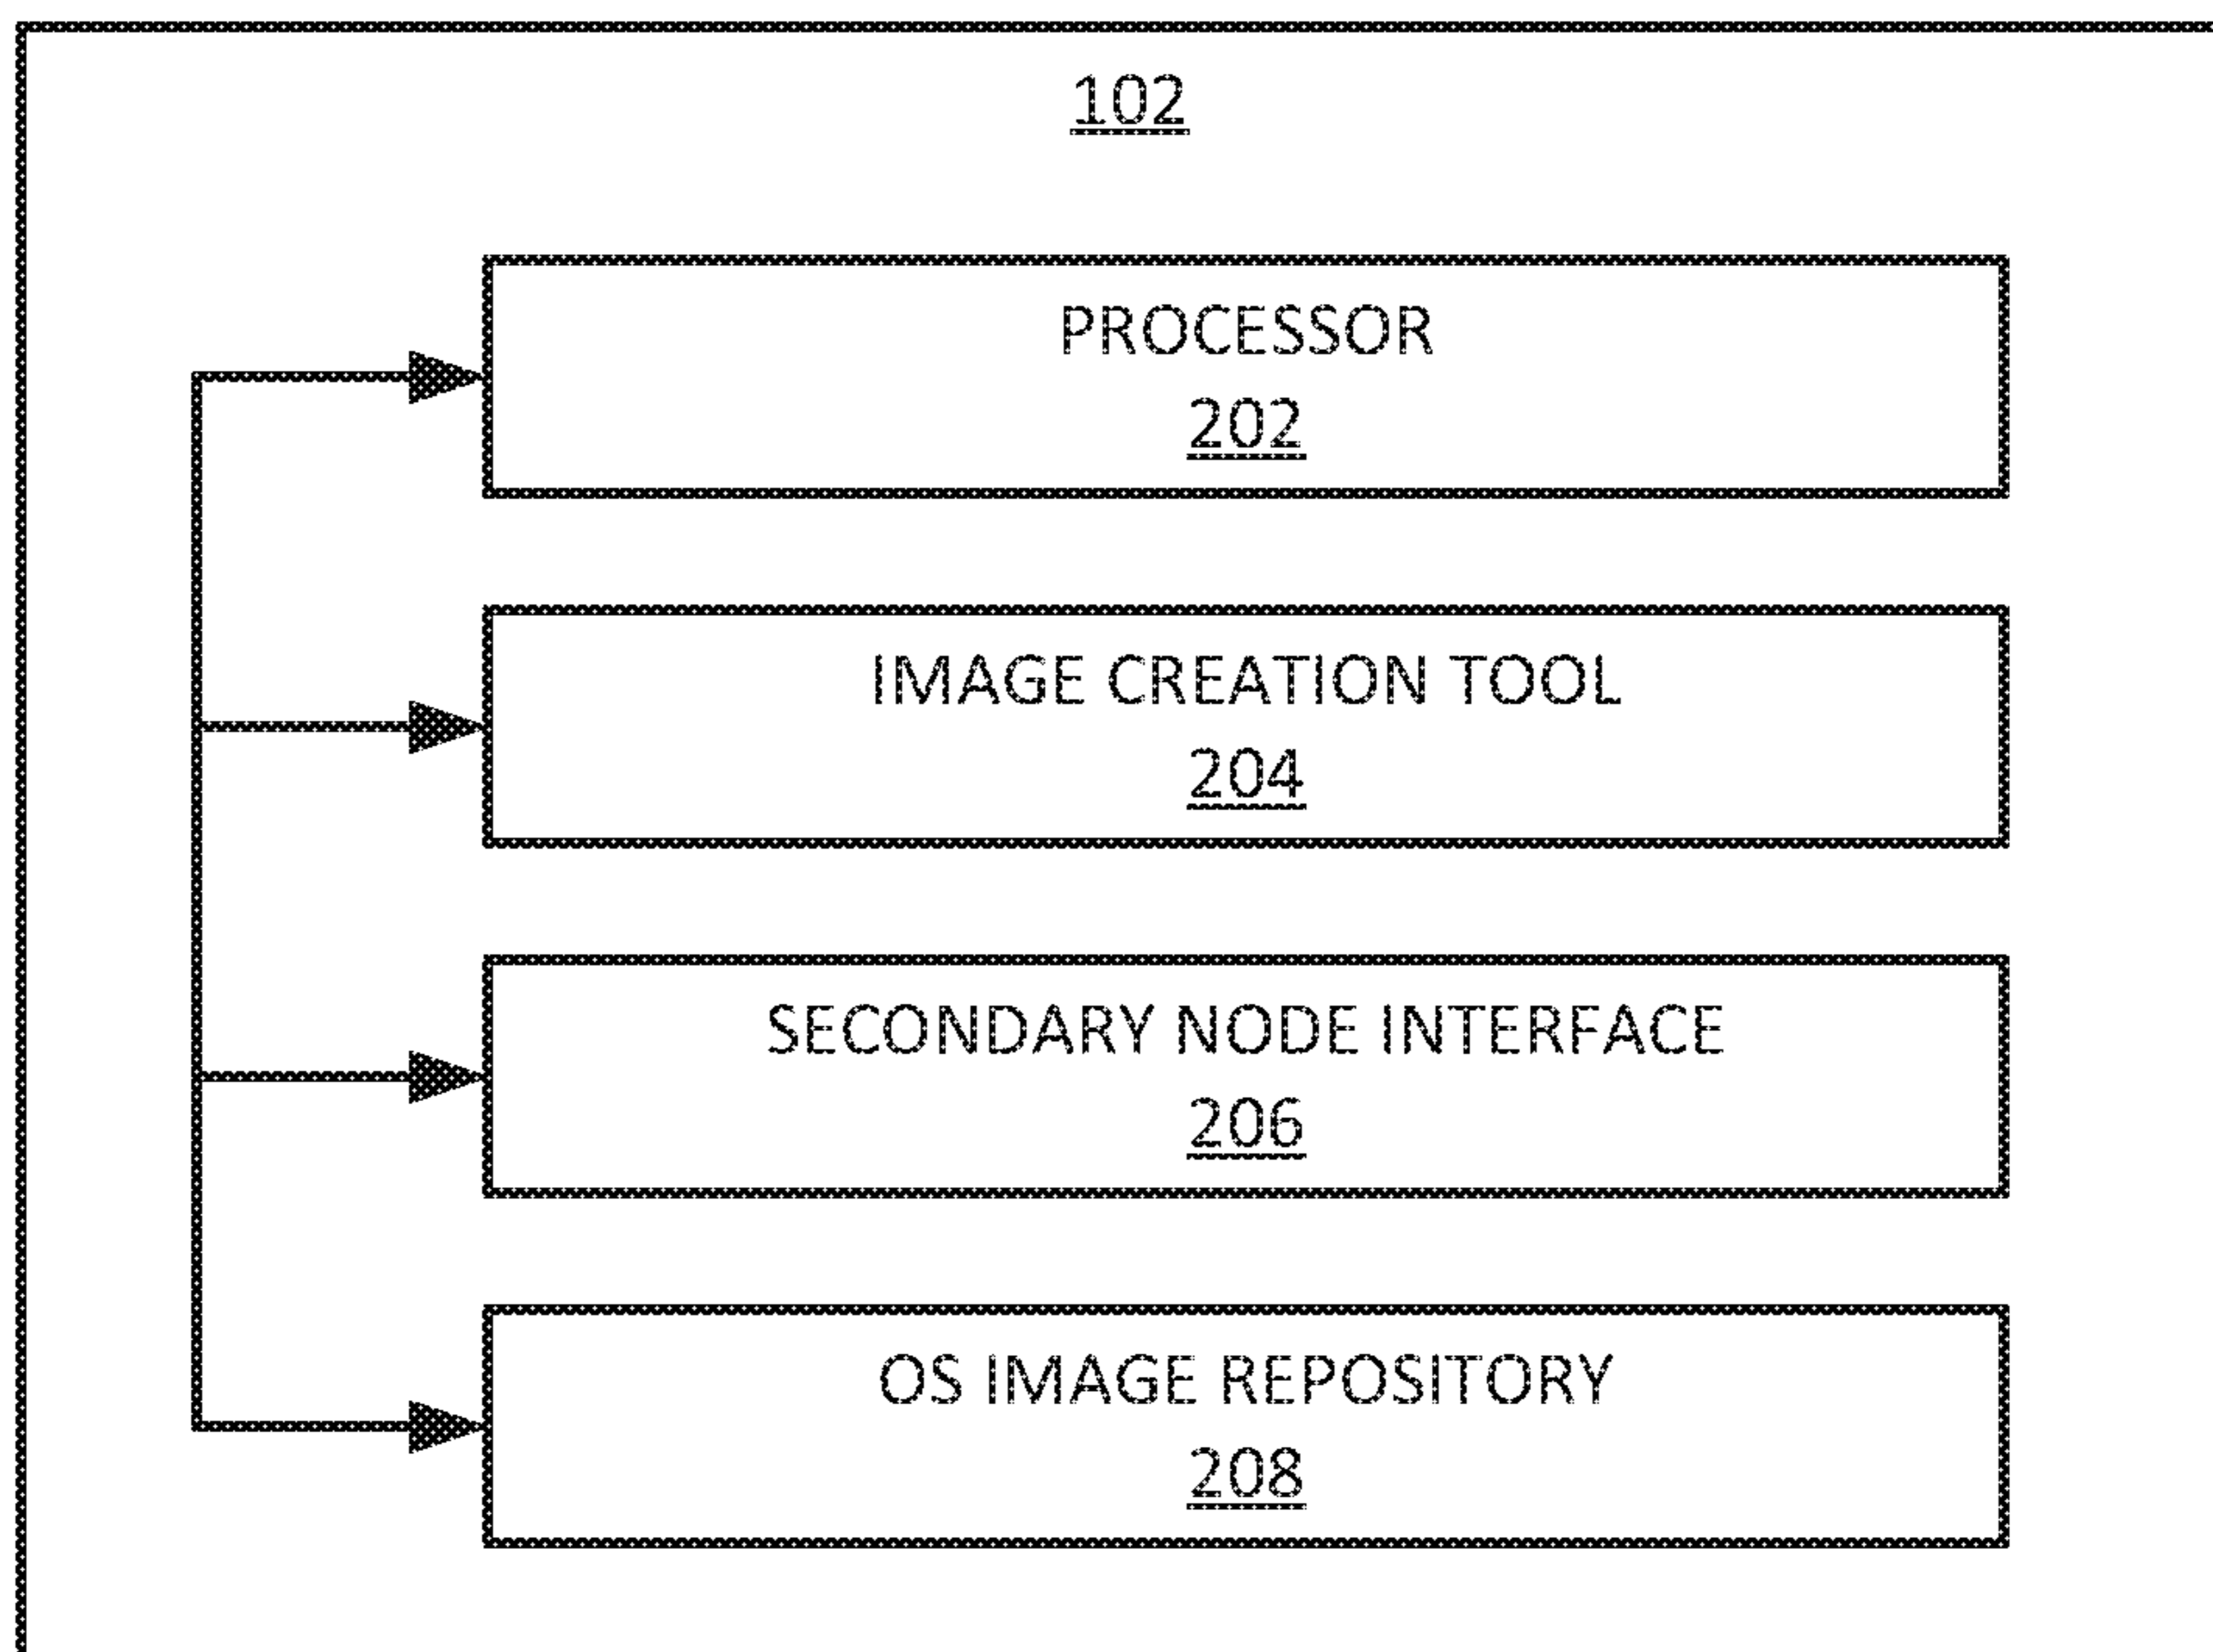 102
PROCESSOR
202
IMAGE CREATION TOOL
204
SECONDARY NODE INTERFACE
206
OS IMAGE REPOSITORY
208